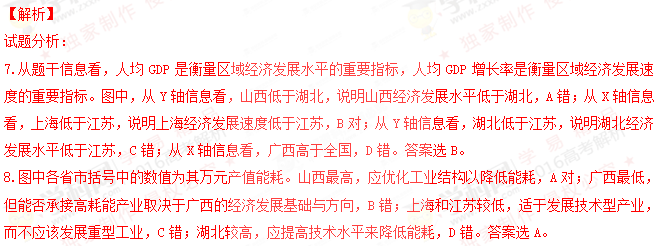 【解析】
试题分析：
7.从题干信息看，人均 GDP 是衡量区域经济发展水平的重要指标，人均 GDP 增长率是衡量区域经济发展速
度的重要指标。图中，从 Y 轴信息看，山西低于湖北，说明山西经济发展水平低于湖北，A 错；从 X 轴信息
看，上海低于江苏，说明上海经济发展速度低于江苏，B 对；从 Y 轴信息看，湖北低于江苏，说明湖北经济
发展水平低于江苏，C 错；从 X 轴信息看，广西高于全国，D 错。答案选 B。
8.图中各省市括号中的数值为其万元产值能耗。山西最高，应优化工业结构以降低能耗，A 对；广西最低，
但能否承接高耗能产业取决于广西的经济发展基础与方向，B 错；上海和江苏较低，适于发展技术型产业，
而不应该发展重型工业，C 错；湖北较高，应提高技术水平来降低能耗，D 错。答案选 A。